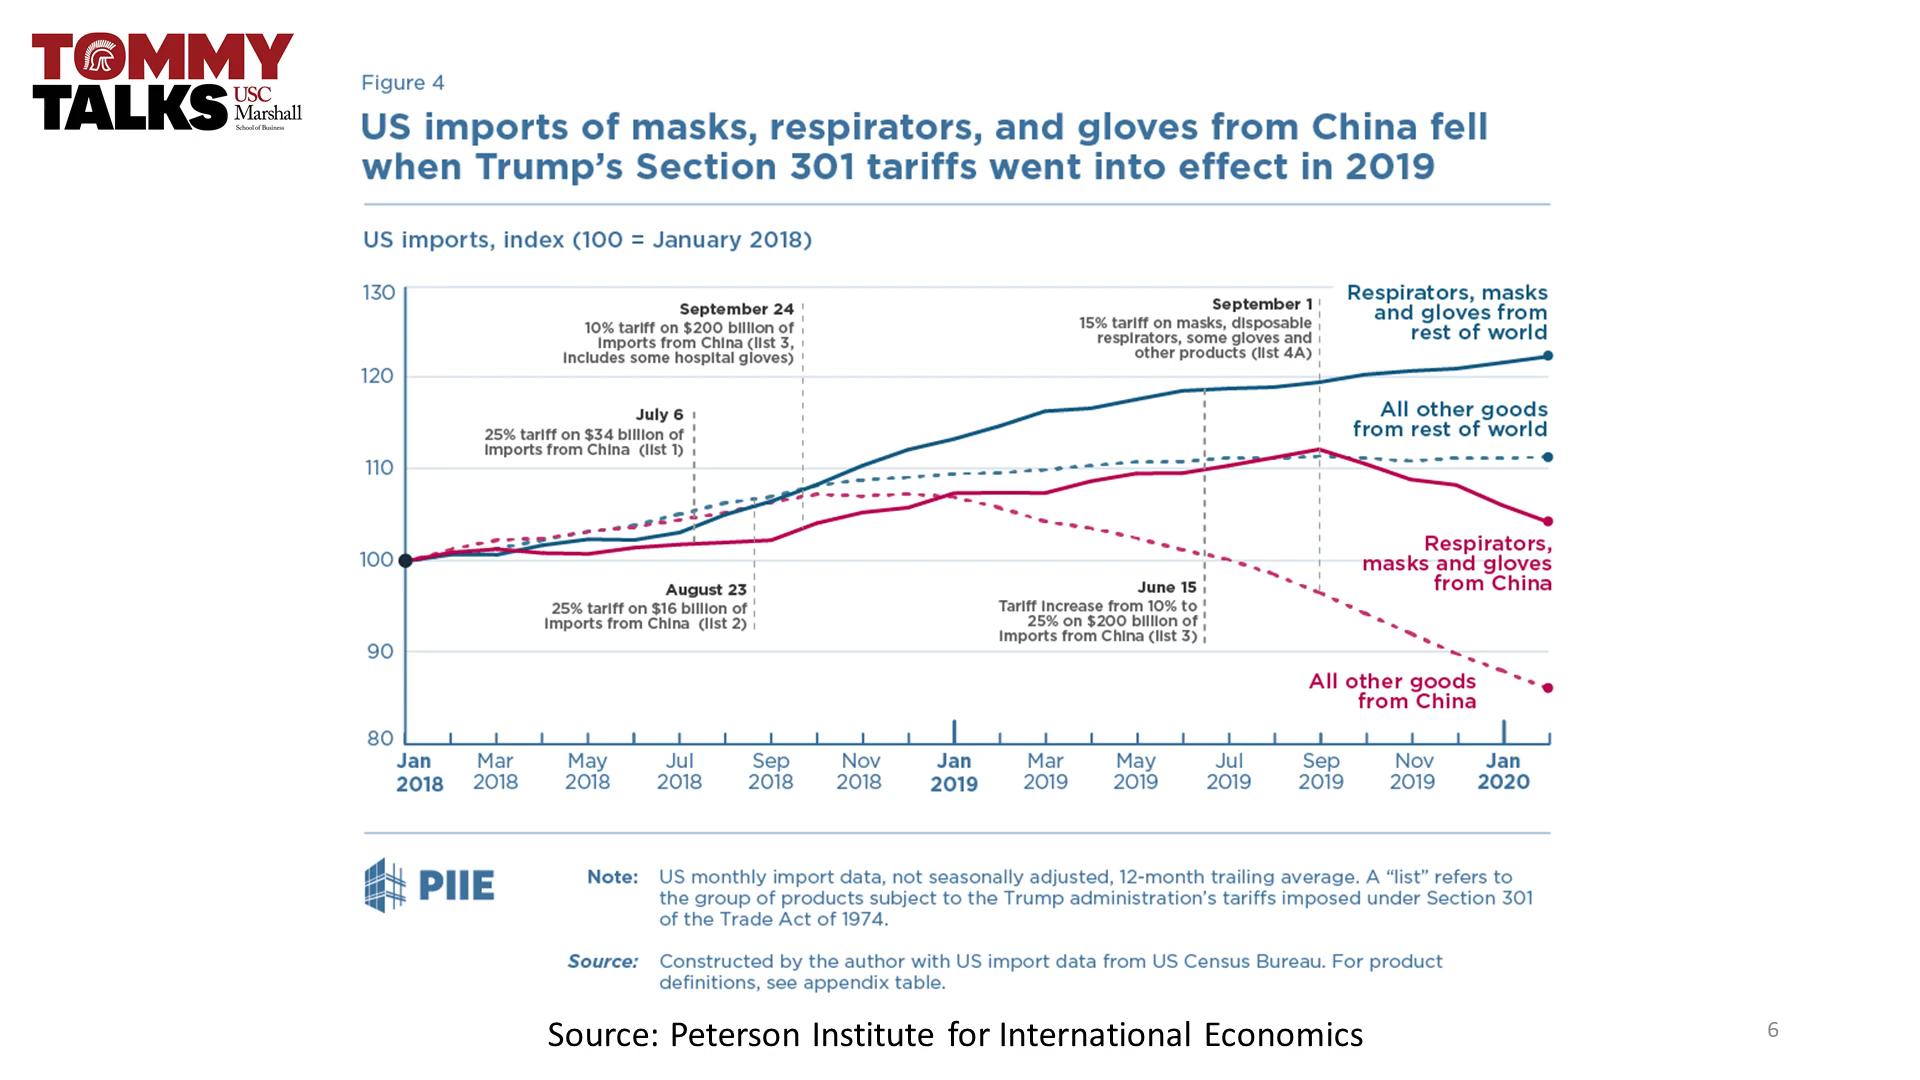 TOMMY
TALKS
USC
Marshall
School of Business
Figure 4
US imports of masks, respirators, and gloves from China fell
when Trump's Section 301 tariffs went into effect in 2019
US imports, index (100 = January 2018)
130
120
110
100
90
80
September 24
10% tariff on $200 billion of
imports from China (list 3,
includes some hospital gloves)
September 1
15% tariff on masks, disposable
respirators, some gloves and
other products (list 4A)
Respirators, masks
and gloves from
rest of world
July 6
25% tariff on $34 billion of
imports from China (list 1)
All other goods
from rest of world
August 23
25% tariff on $16 billion of
imports from China (list 2)
June 15
Tariff increase from 10% to
25% on $200 billion of
imports from China (list 3)
Respirators,
masks and gloves
from China
All other goods
from China
Jan Mar May Jul Sep Nov Jan Mar May Jul Sep Nov Jan
2018 2018 2018 2018 2018 2018 2019 2019 2019 2019 2019 2019 2020
PIIE
Note: US monthly import data, not seasonally adjusted, 12-month trailing average. A “list” refers to
the group of products subject to the Trump administration's tariffs imposed under Section 301
of the Trade Act of 1974.
Source: Constructed by the author with US import data from US Census Bureau. For product
definitions, see appendix table.
Source: Peterson Institute for International Economics
6